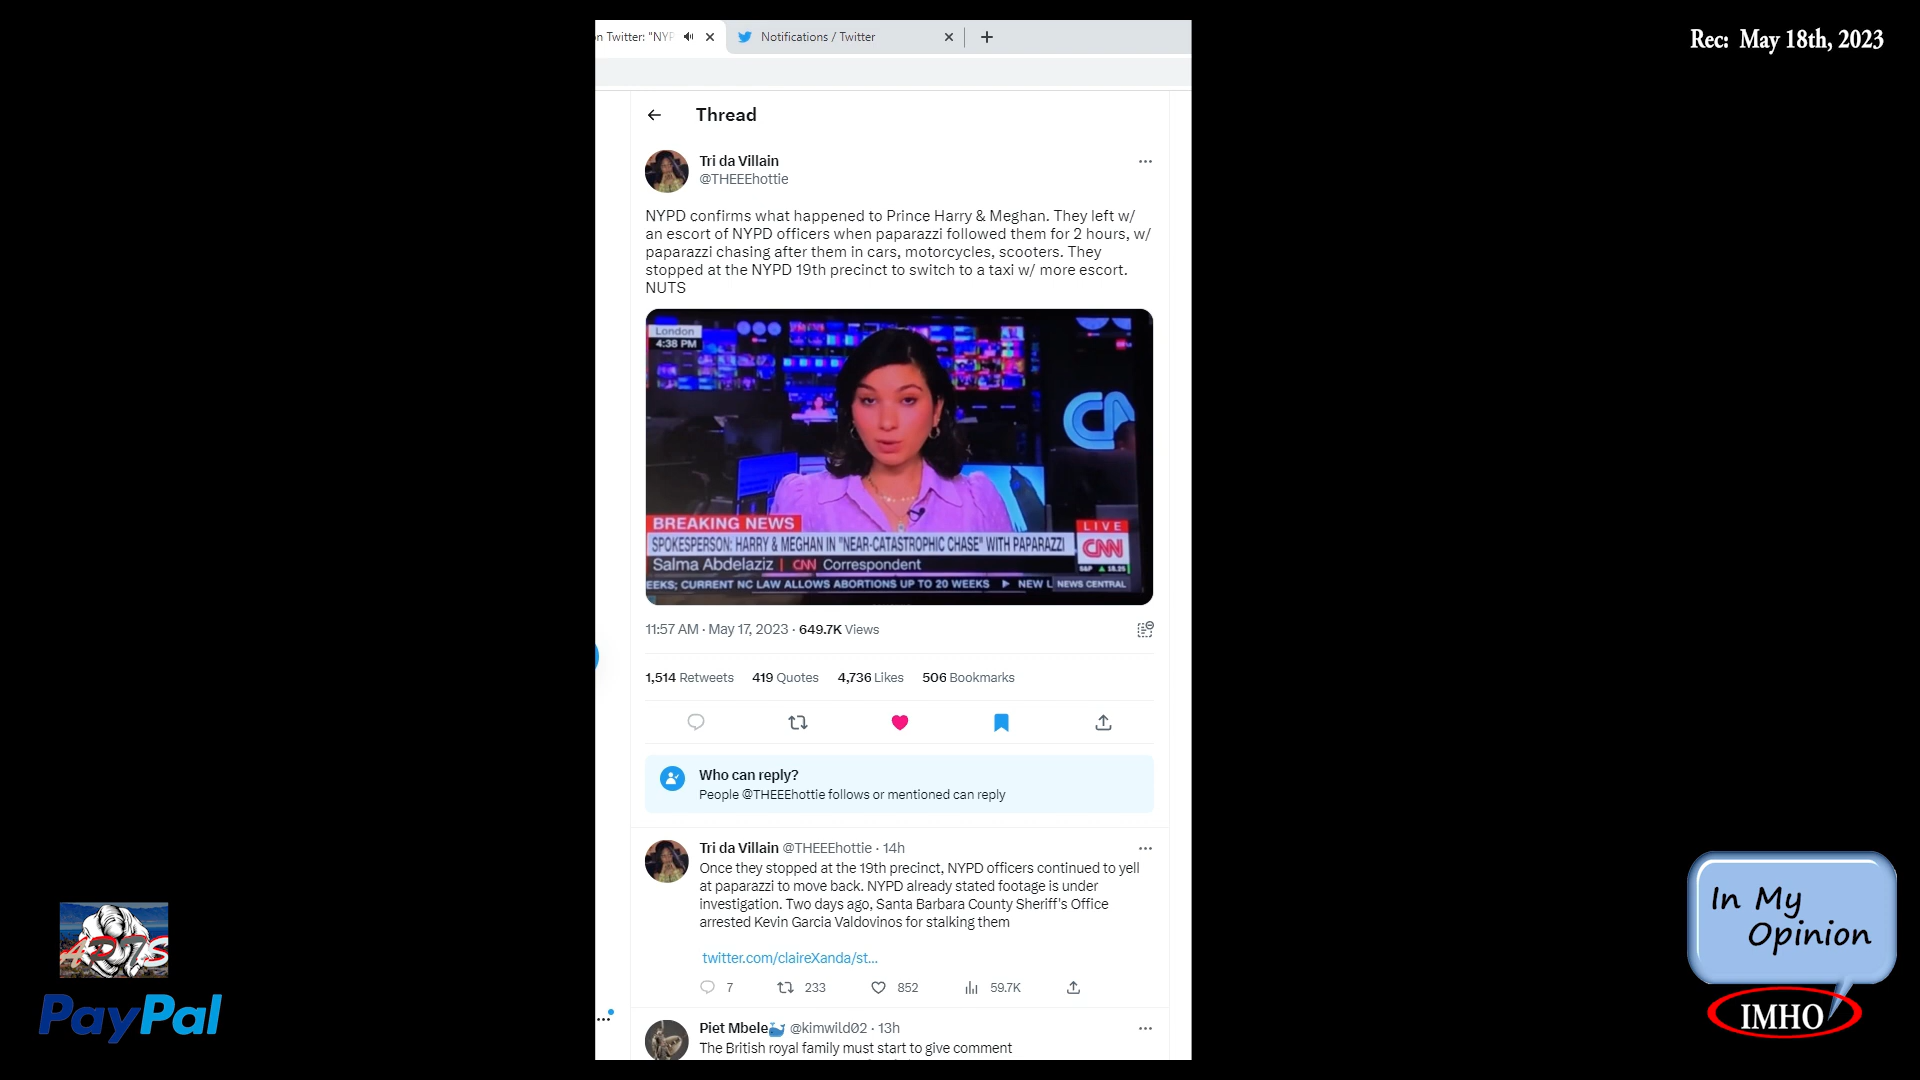 n Twitter: "NYP
Notifications / Twitter
Rec: May 18th, 2023
Thread
Tri da Villain
@THEEEhottie
NYPD confirms what happened to Prince Harry & Meghan. They left w/
an escort of NYPD officers when paparazzi followed them for 2 hours, w/
paparazzi chasing after them in cars, motorcycles, scooters. They
stopped at the NYPD 19th precinct to switch to a taxi w/ more escort.
NUTS
London
4:38 PM
CN
BREAKING NEWS
LIVE
SPOKESPERSON: HARRY & MEGHAN IN "NEAR-CATASTROPHIC CHASE" WITH PAPARAZZI
CNN
Salma Abdelaziz | CNN Correspondent
S&P ▲ 18.25
EEKS; CURRENT NC LAW ALLOWS ABORTIONS UP TO 20 WEEKS ▶ NEW L
NEWS CENTRAL
11:57 AM · May 17, 2023 · 649.7K Views
1,514 Retweets 419 Quotes 4,736 Likes 506 Bookmarks
Who can reply?
People @THEEEhottie follows or mentioned can reply
Tri da Villain @THEEEhottie · 14h
Once they stopped at the 19th precinct, NYPD officers continued to yell
at paparazzi to move back. NYPD already stated footage is under
investigation. Two days ago, Santa Barbara County Sheriff's Office
arrested Kevin Garcia Valdovinos for stalking them
twitter.com/claireXanda/st...
7 233 852 59.7K
Piet Mbele🐳 @kimwild02 · 13h
The British royal family must start to give comment
PayPal
In My
Opinion
IMHO